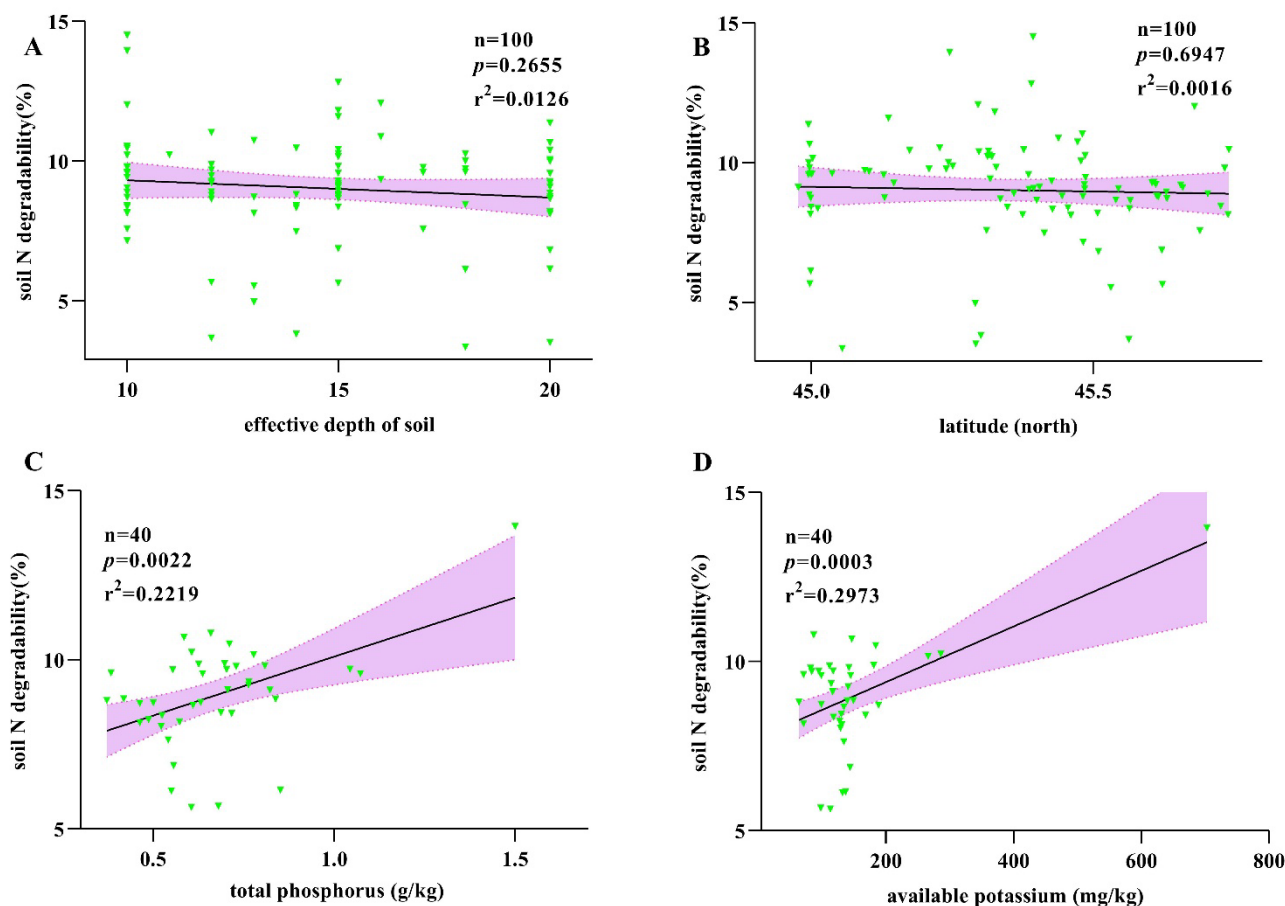 A
n=100
p=0.2655
r²=0.0126
15
10
5
soil N degradability(%)
10
15
20
effective depth of soil
B
n=100
p=0.6947
r²=0.0016
15
10
5
soil N degradability(%)
45.0
45.5
latitude (north)
C
n=40
p=0.0022
r²=0.2219
15
10
5
soil N degradability(%)
0.5
1.0
1.5
total phosphorus (g/kg)
D
n=40
p=0.0003
r²=0.2973
15
10
5
soil N degradability(%)
200
400
600
800
available potassium (mg/kg)